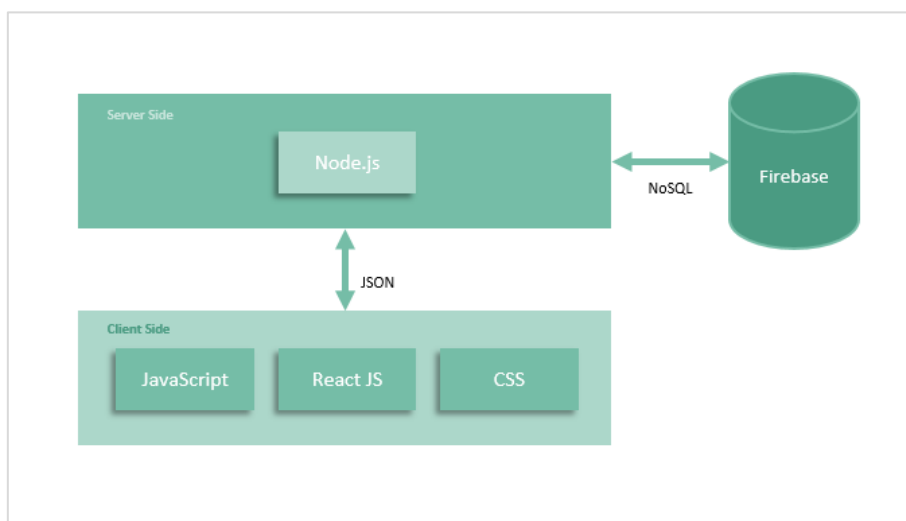 Server Side
Node.js
Firebase
NoSQL
JSON
Client Side
JavaScript
React JS
CSS